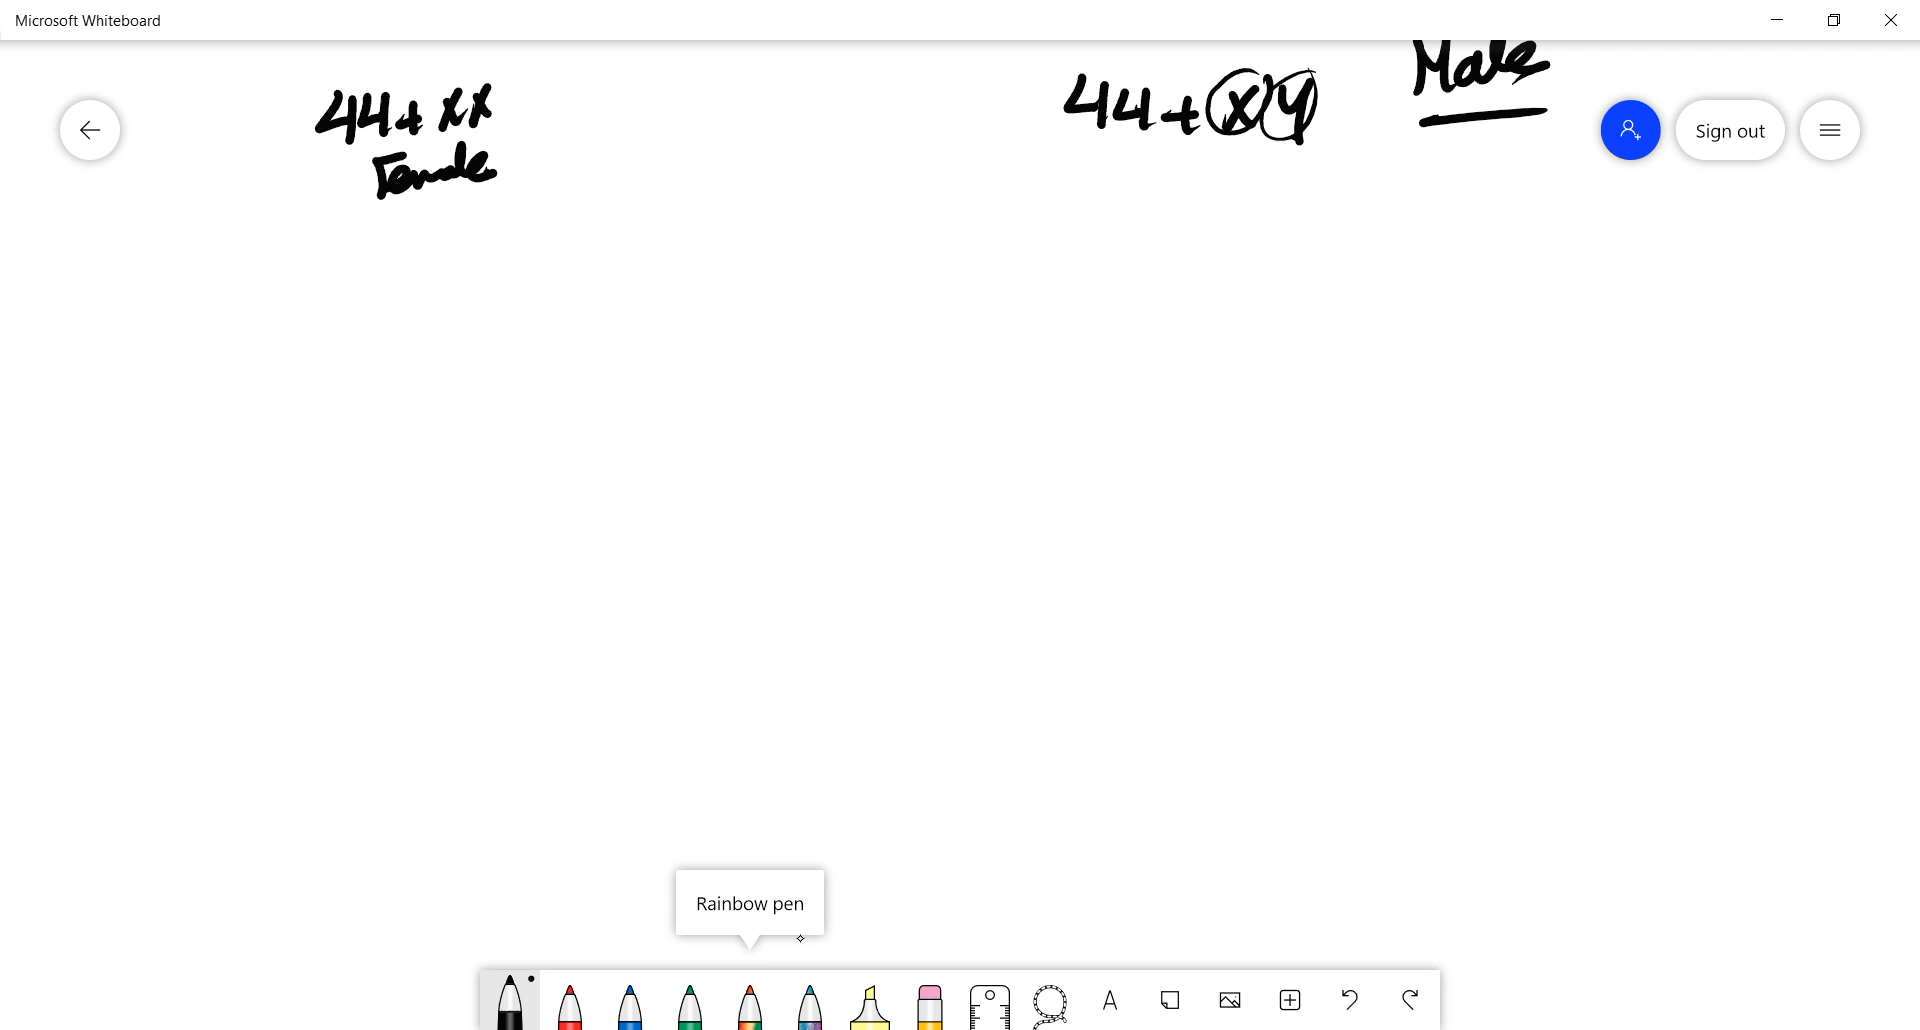 Microsoft Whiteboard
Male
44+ xx
44+xy
Female
Sign out
Rainbow pen